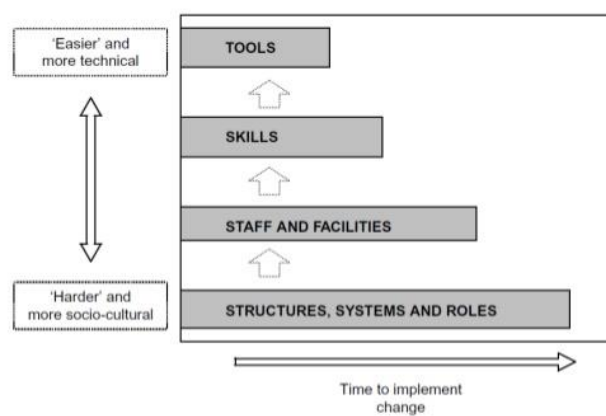 ‘Easier’ and
more technical
TOOLS
SKILLS
STAFF AND FACILITIES
‘Harder’ and
more socio-cultural
STRUCTURES, SYSTEMS AND ROLES
Time to implement
change